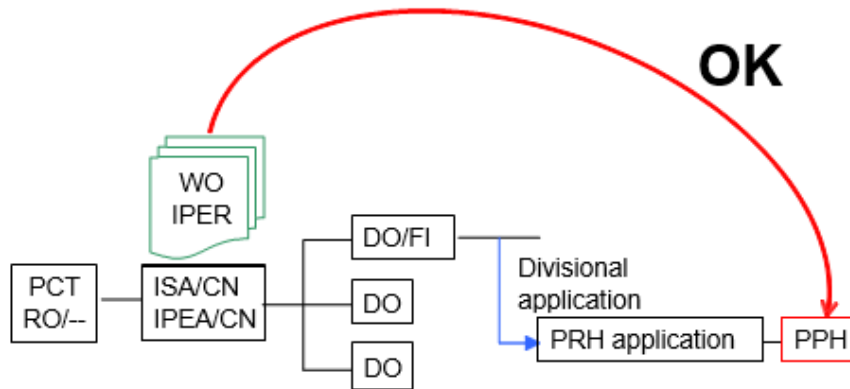 OK
WO
IPER
DO/FI
Divisional
application
PCT
RO/--
ISA/CN
IPEA/CN
DO
PRH application
PPH
DO